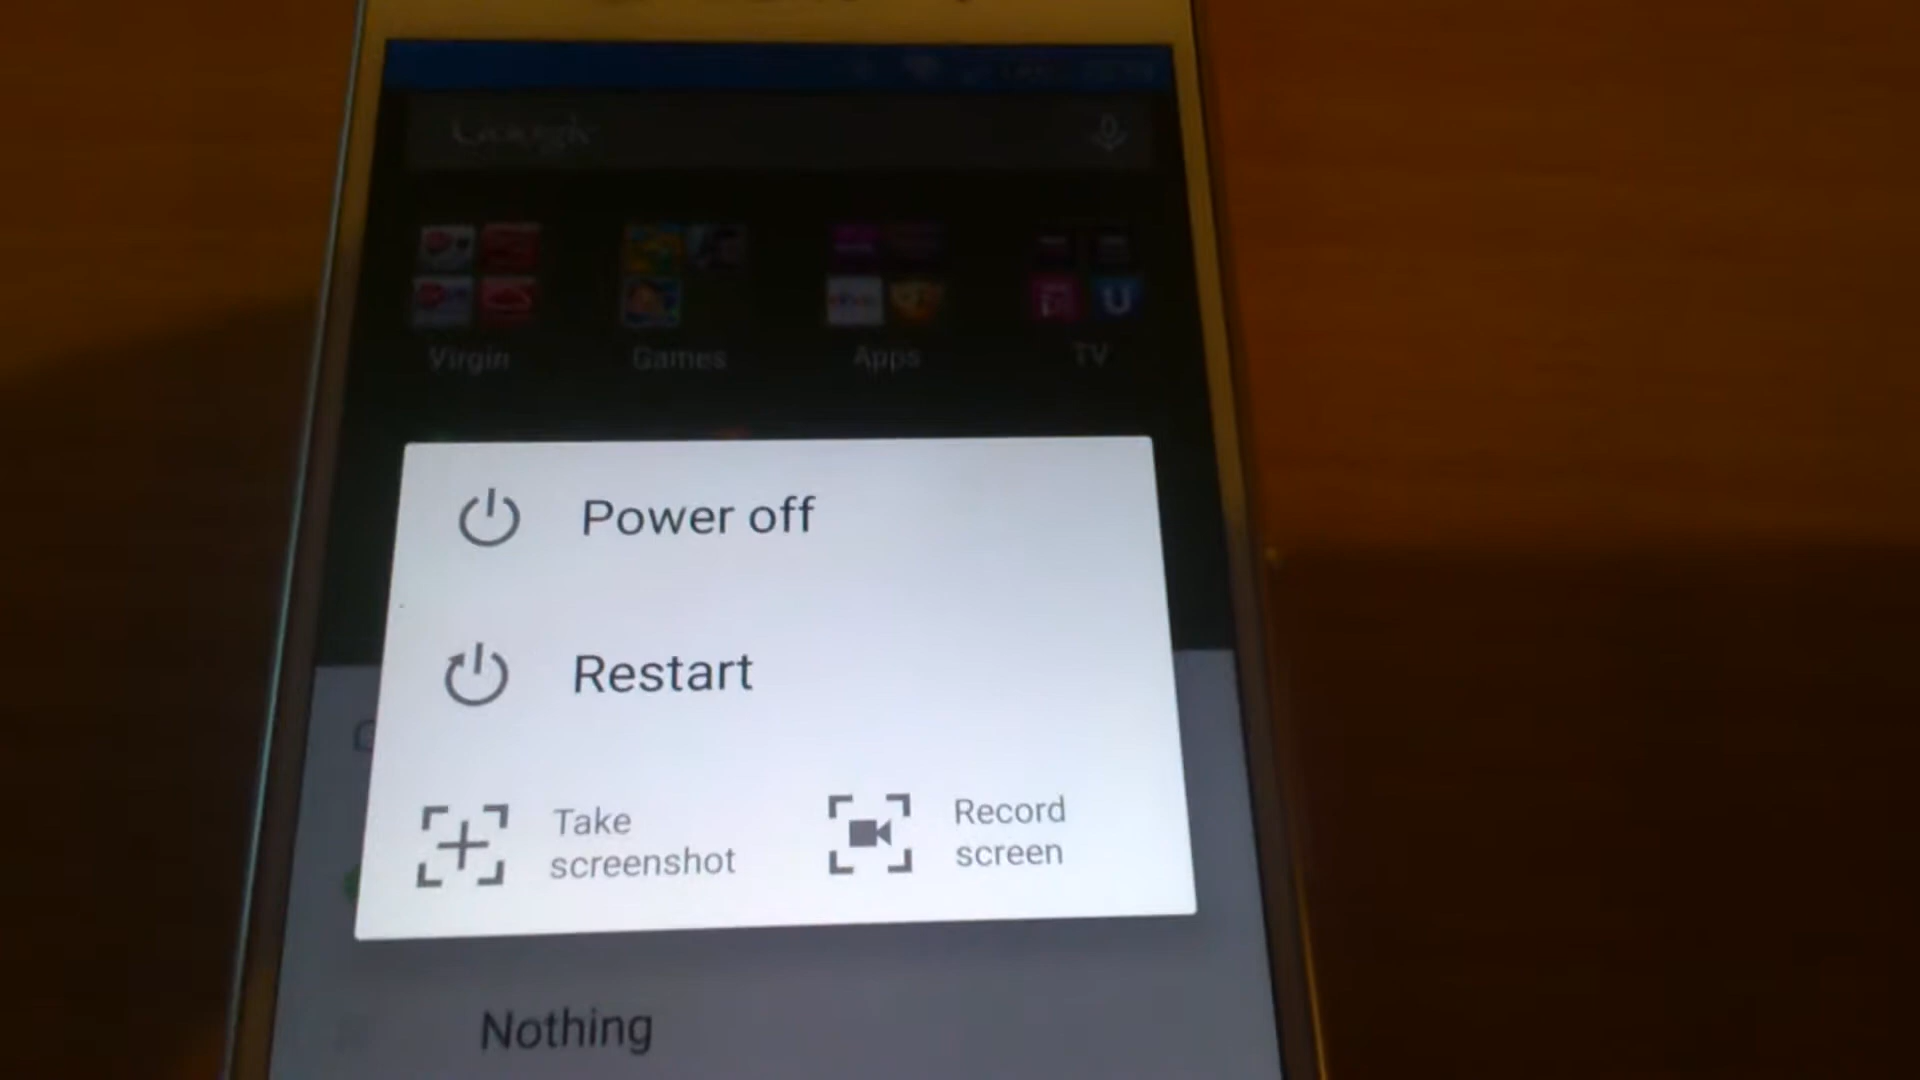 Google
Virgin
Games
Apps
TV
Power off
Restart
Take
screenshot
Record
screen
Nothing